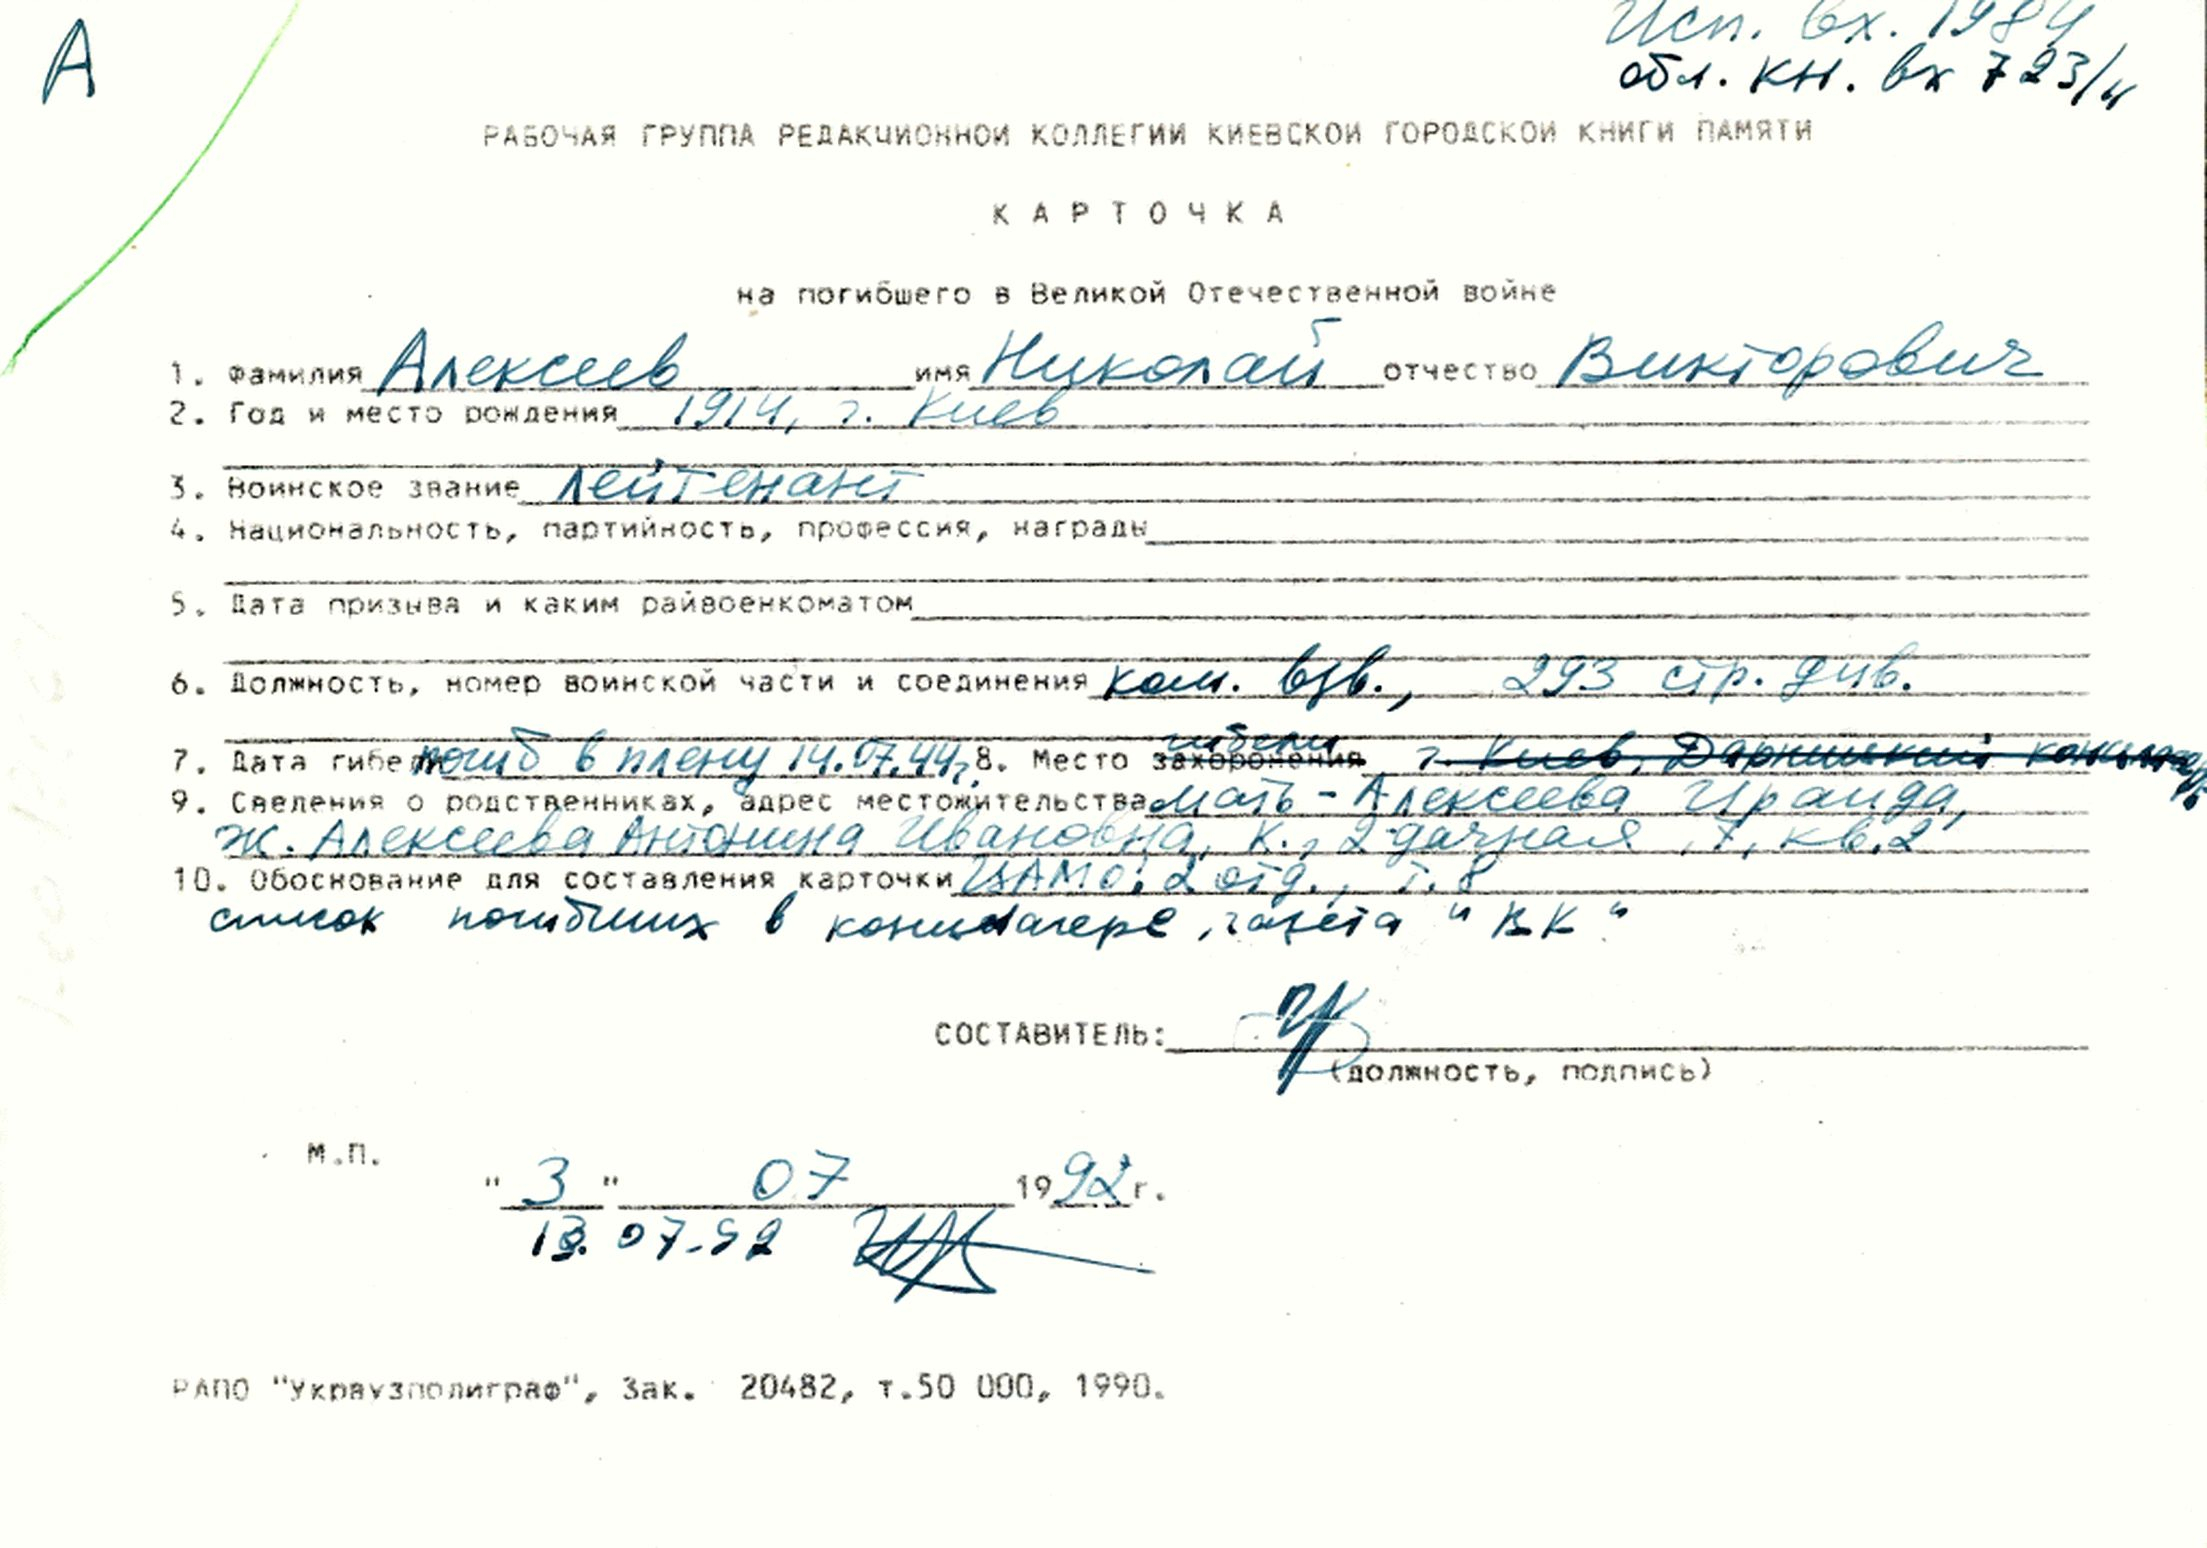 А
Исп. вх. 1984
обл. кн. вх 723/н
РАБОЧАЯ ГРУППА РЕДАКЦИОННОЙ КОЛЛЕГИИ КИЕВСКОЙ ГОРОДСКОЙ КНИГИ ПАМЯТИ
К А Р Т О Ч К А
на погибшего в Великой Отечественной войне
1. Фамилия Алексеев имя Николай отчество Викторович
2. Год и место рождения 1914, г. Киев
3. Воинское звание лейтенант
4. Национальность, партийность, профессия, награды
5. Дата призыва и каким райвоенкоматом
6. Должность, номер воинской части и соединения ком. взв., 293 стр. див.
гибели
7. Дата гибели погиб в плену 14.07.44г. 8. Место захоронения г. Киев, Дарницкий концлагерь
9. Сведения о родственниках, адрес местожительства мать - Алексеева Ираида,
ж. Алексеева Антонина Ивановна, К., 2 дачная, 7, кв. 2
10. Обоснование для составления карточки ЦАМО: 2 отд., т. 8
список погибших в концлагере, газета "ВК"
СОСТАВИТЕЛЬ:
(должность, подпись)
М.П.
"3" 07 1992г.
13.07.92
РАПО "Укрвузполиграф", Зак. 20482, т.50 000, 1990.